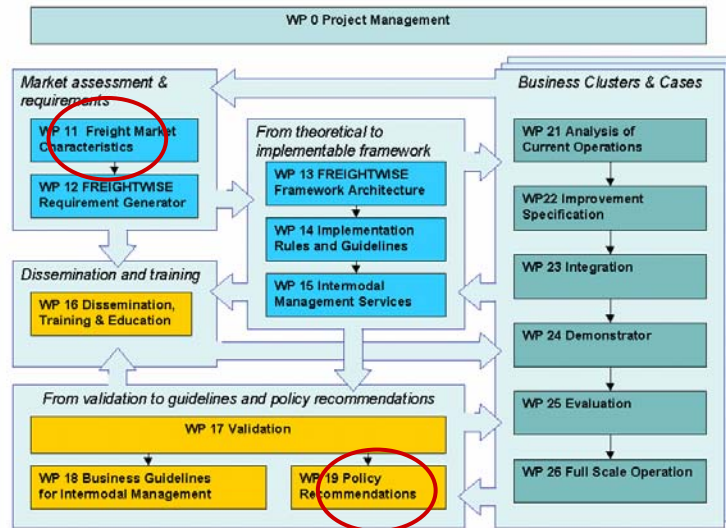 WP 0 Project Management
Market assessment &
requirements
WP 11 Freight Market
Characteristics
WP 12 FREIGHTWISE
Requirement Generator
From theoretical to
implementable framework
WP 13 FREIGHTWISE
Framework Architecture
WP 14 Implementation
Rules and Guidelines
WP 15 Intermodal
Management Services
Business Clusters & Cases
WP 21 Analysis of
Current Operations
WP22 Improvement
Specification
WP 23 Integration
WP 24 Demonstrator
WP 25 Evaluation
WP 26 Full Scale Operation
Dissemination and training
WP 16 Dissemination,
Training & Education
From validation to guidelines and policy recommendations
WP 17 Validation
WP 18 Business Guidelines
for Intermodal Management
WP 19 Policy
Recommendations